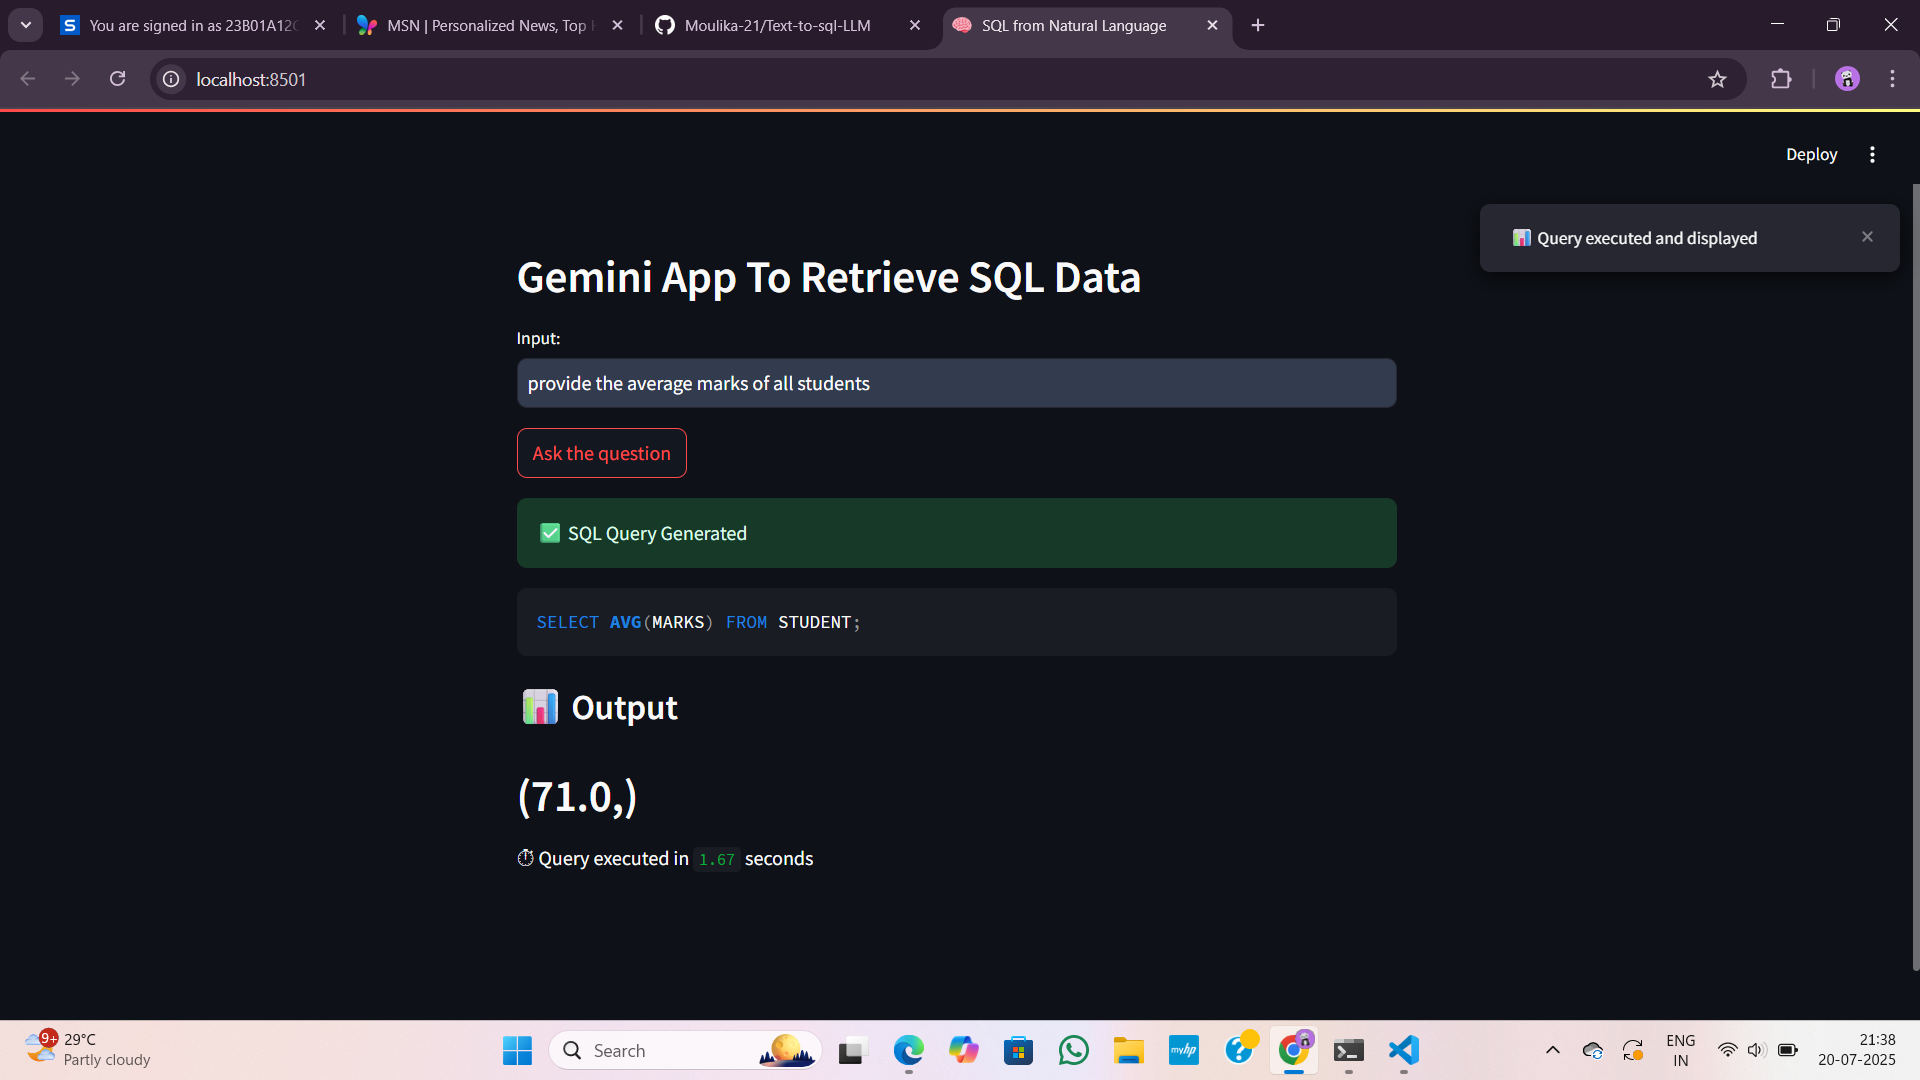 You are signed in as 23B01A12
MSN | Personalized News, Top
Moulika-21/Text-to-sql-LLM
SQL from Natural Language
localhost:8501
Deploy
📊 Query executed and displayed
Gemini App To Retrieve SQL Data
Input:
provide the average marks of all students
Ask the question
✅ SQL Query Generated
SELECT AVG(MARKS) FROM STUDENT;
📊 Output
(71.0,)
⏱ Query executed in 1.67 seconds
9+
29°C
Partly cloudy
Search
myhp
ENG
IN
21:38
20-07-2025